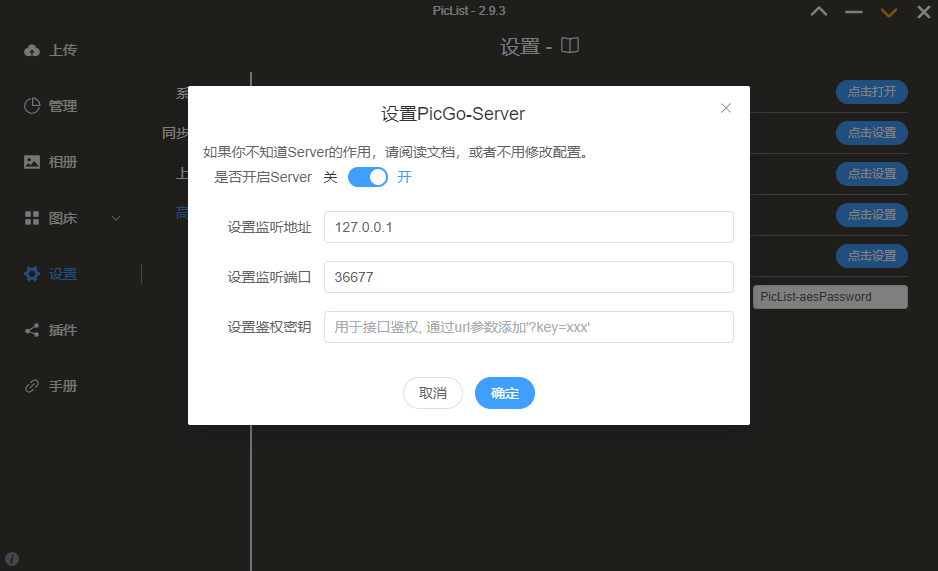 PicList - 2.9.3
上传
管理
相册
图床
设置
插件
手册
设置 -
系
同步
上
高
点击打开
点击设置
点击设置
点击设置
点击设置
PicList-aesPassword
设置PicGo-Server
如果你不知道Server的作用，请阅读文档，或者不用修改配置。
是否开启Server 关 开
设置监听地址 127.0.0.1
设置监听端口 36677
设置鉴权密钥 用于接口鉴权, 通过url参数添加'?key=xxx'
取消 确定